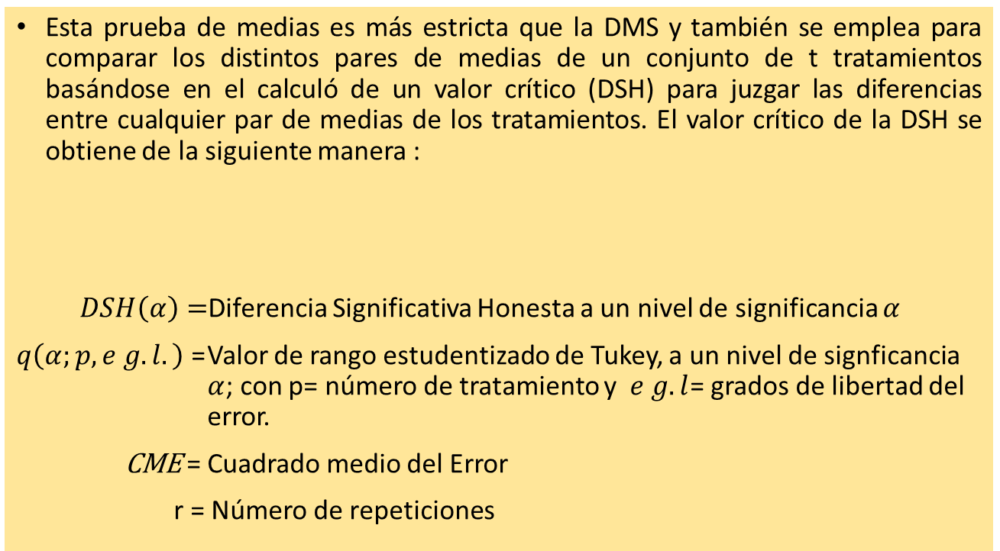 • Esta prueba de medias es más estricta que la DMS y también se emplea para
comparar los distintos pares de medias de un conjunto de t tratamientos
basándose en el calculó de un valor crítico (DSH) para juzgar las diferencias
entre cualquier par de medias de los tratamientos. El valor crítico de la DSH se
obtiene de la siguiente manera :
𝐷𝑆𝐻(𝛼) =Diferencia Significativa Honesta a un nivel de significancia 𝛼
𝑞(𝛼; 𝑝, 𝑒 𝑔. 𝑙. ) =Valor de rango estudentizado de Tukey, a un nivel de signficancia
𝛼; con p= número de tratamiento y 𝑒 𝑔. 𝑙= grados de libertad del
error.
𝐶𝑀𝐸= Cuadrado medio del Error
r = Número de repeticiones